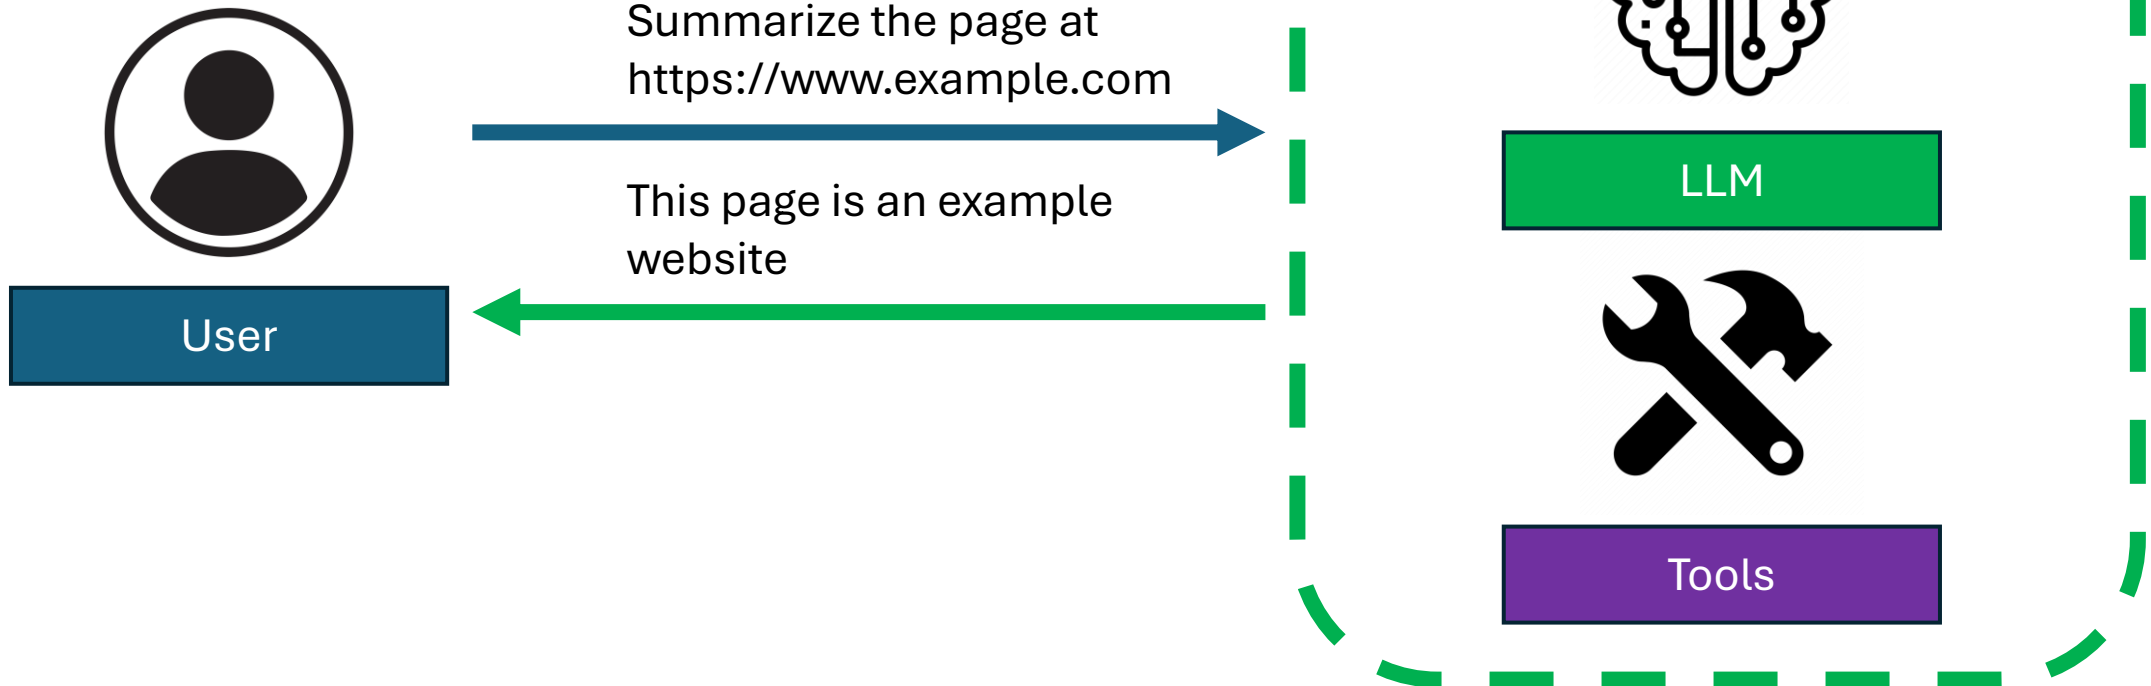 Summarize the page at
https://www.example.com
This page is an example
website
User
LLM
Tools